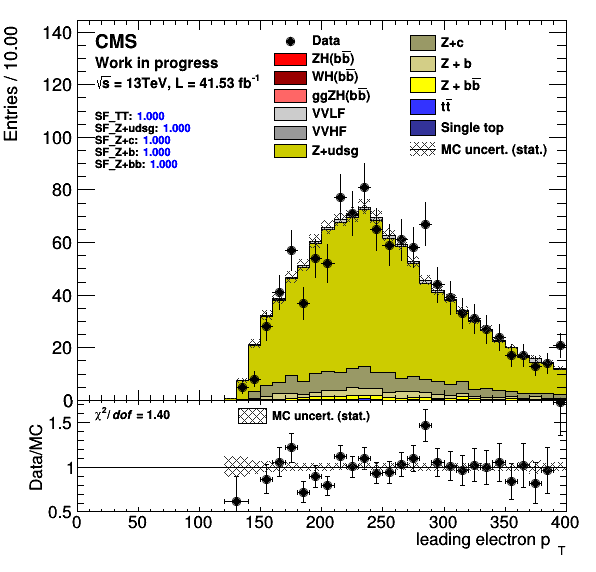 CMS
Work in progress
√s = 13TeV, L = 41.53 fb⁻¹
SF_TT: 1.000
SF_Z+udsg: 1.000
SF_Z+c: 1.000
SF_Z+b: 1.000
SF_Z+bb: 1.000
Data
ZH(bb̅)
WH(bb̅)
ggZH(bb̅)
VVLF
VVHF
Z+udsg
Z+c
Z + b
Z + bb̅
tt̅
Single top
MC uncert. (stat.)
Entries / 10.00
140
120
100
80
60
40
20
0
χ²/ dof = 1.40
MC uncert. (stat.)
Data/MC
1.5
1
0.5
0 50 100 150 200 250 300 350 400
leading electron p_T